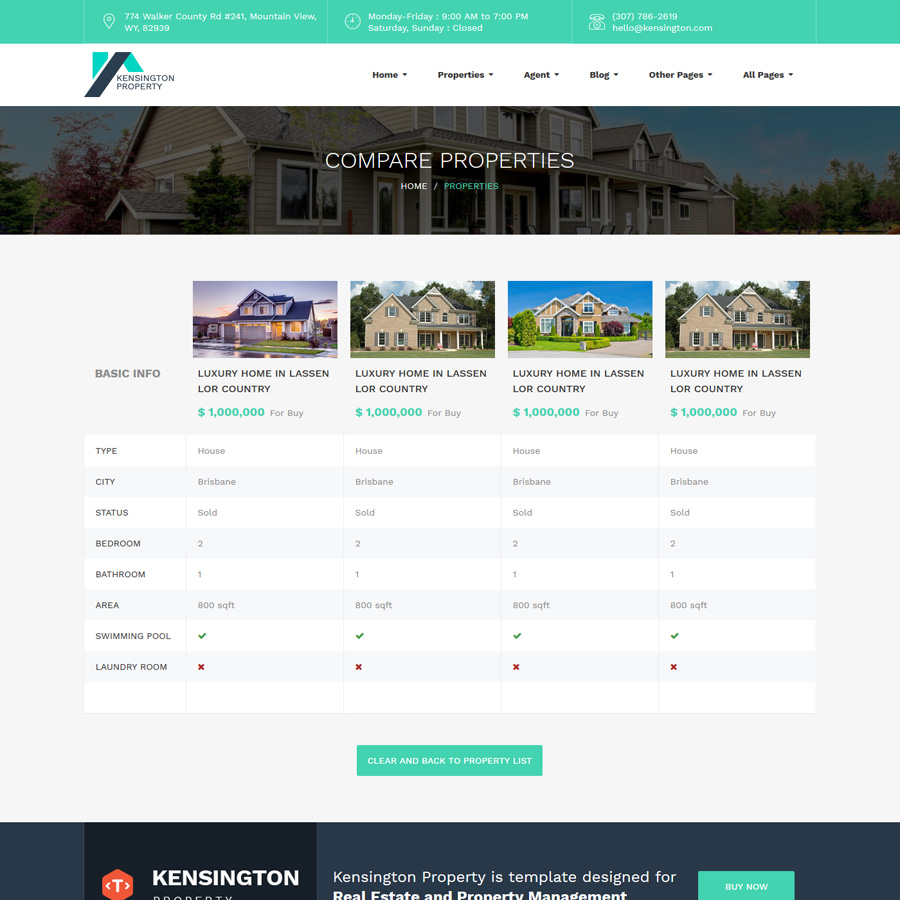 774 Walker County Rd #241, Mountain View,
WY, 82939
Monday-Friday : 9:00 AM to 7:00 PM
Saturday, Sunday : Closed
(307) 786-2619
hello@kensington.com
KENSINGTON
PROPERTY
Home Properties Agent Blog Other Pages All Pages
COMPARE PROPERTIES
HOME / PROPERTIES
BASIC INFO
LUXURY HOME IN LASSEN
LOR COUNTRY
$ 1,000,000 For Buy
LUXURY HOME IN LASSEN
LOR COUNTRY
$ 1,000,000 For Buy
LUXURY HOME IN LASSEN
LOR COUNTRY
$ 1,000,000 For Buy
LUXURY HOME IN LASSEN
LOR COUNTRY
$ 1,000,000 For Buy
TYPE House House House House
CITY Brisbane Brisbane Brisbane Brisbane
STATUS Sold Sold Sold Sold
BEDROOM 2 2 2 2
BATHROOM 1 1 1 1
AREA 800 sqft 800 sqft 800 sqft 800 sqft
SWIMMING POOL
LAUNDRY ROOM
CLEAR AND BACK TO PROPERTY LIST
<T>
KENSINGTON
PROPERTY
Kensington Property is template designed for
Real Estate and Property Management
BUY NOW